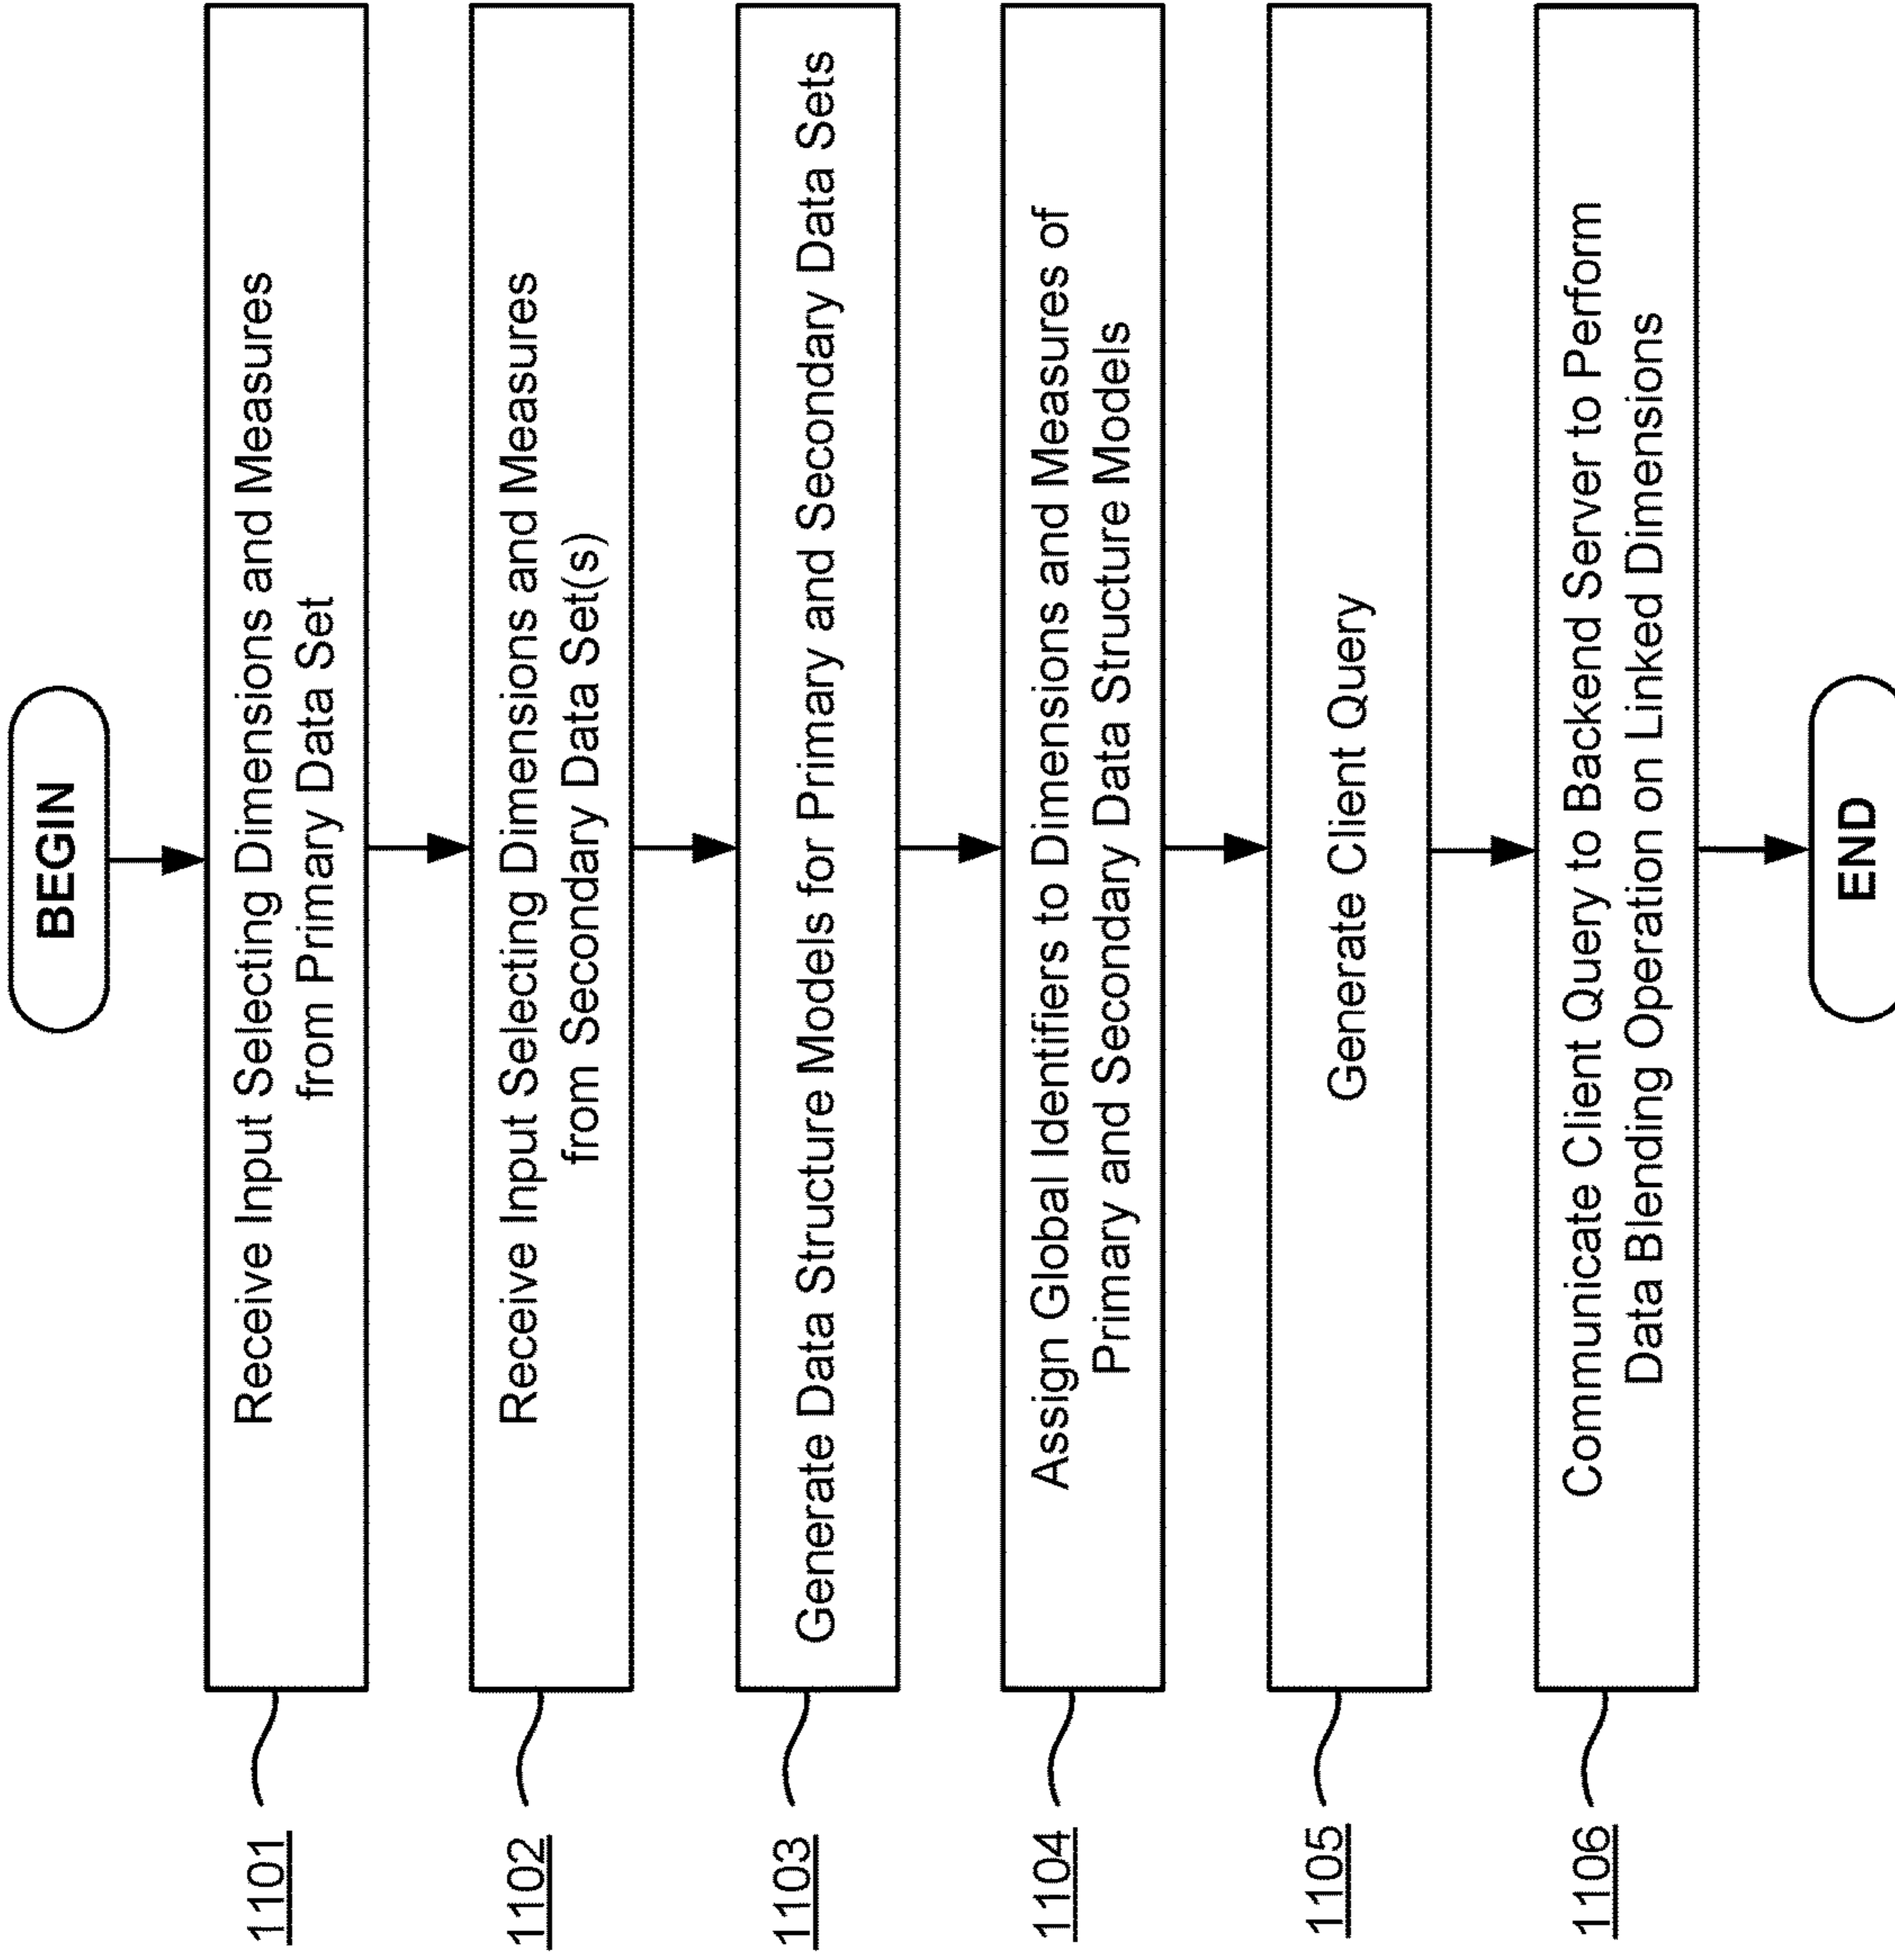 BEGIN
1101
Receive Input Selecting Dimensions and Measures
from Primary Data Set
1102
Receive Input Selecting Dimensions and Measures
from Secondary Data Set(s)
1103
Generate Data Structure Models for Primary and Secondary Data Sets
1104
Assign Global Identifiers to Dimensions and Measures of
Primary and Secondary Data Structure Models
1105
Generate Client Query
1106
Communicate Client Query to Backend Server to Perform
Data Blending Operation on Linked Dimensions
END